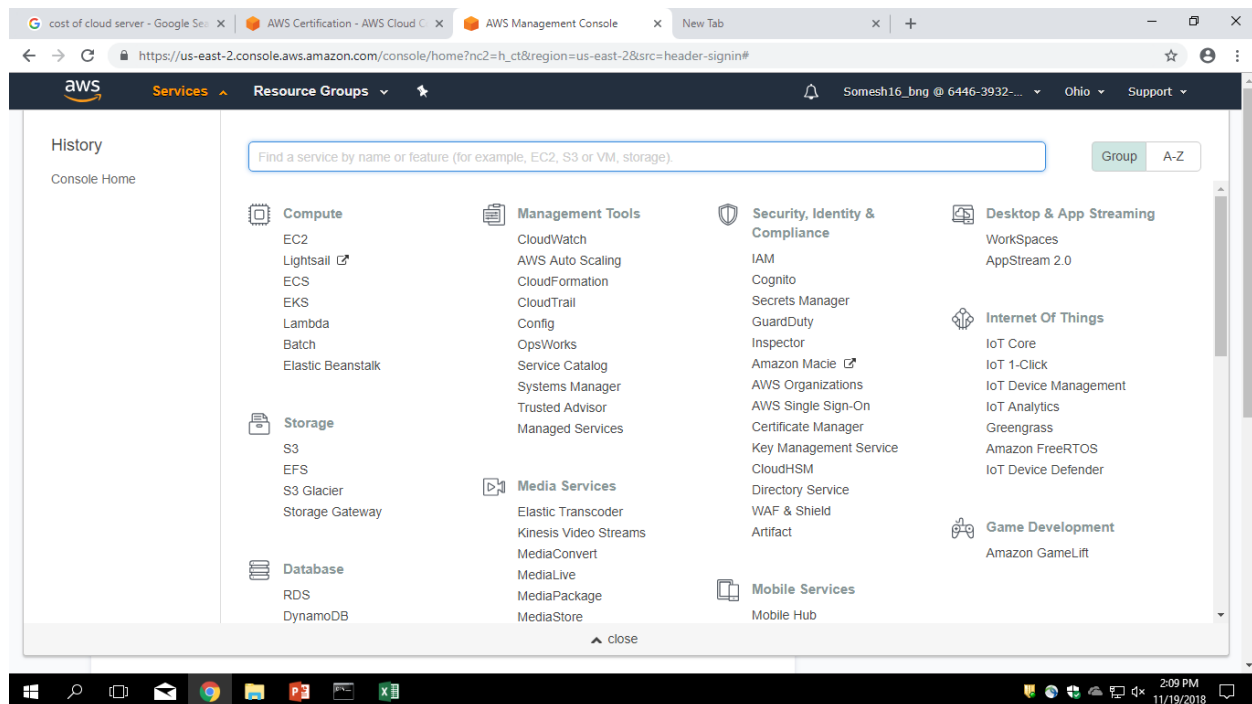 cost of cloud server - Google Sea
AWS Certification - AWS Cloud C
AWS Management Console
New Tab
https://us-east-2.console.aws.amazon.com/console/home?nc2=h_ct&region=us-east-2&src=header-signin#
aws
Services
Resource Groups
Somesh16_bng @ 6446-3932-...
Ohio
Support
History
Console Home
Find a service by name or feature (for example, EC2, S3 or VM, storage).
Group
A-Z
Compute
EC2
Lightsail
ECS
EKS
Lambda
Batch
Elastic Beanstalk
Storage
S3
EFS
S3 Glacier
Storage Gateway
Database
RDS
DynamoDB
Management Tools
CloudWatch
AWS Auto Scaling
CloudFormation
CloudTrail
Config
OpsWorks
Service Catalog
Systems Manager
Trusted Advisor
Managed Services
Media Services
Elastic Transcoder
Kinesis Video Streams
MediaConvert
MediaLive
MediaPackage
MediaStore
Security, Identity &
Compliance
IAM
Cognito
Secrets Manager
GuardDuty
Inspector
Amazon Macie
AWS Organizations
AWS Single Sign-On
Certificate Manager
Key Management Service
CloudHSM
Directory Service
WAF & Shield
Artifact
Mobile Services
Mobile Hub
Desktop & App Streaming
WorkSpaces
AppStream 2.0
Internet Of Things
IoT Core
IoT 1-Click
IoT Device Management
IoT Analytics
Greengrass
Amazon FreeRTOS
IoT Device Defender
Game Development
Amazon GameLift
close
2:09 PM
11/19/2018